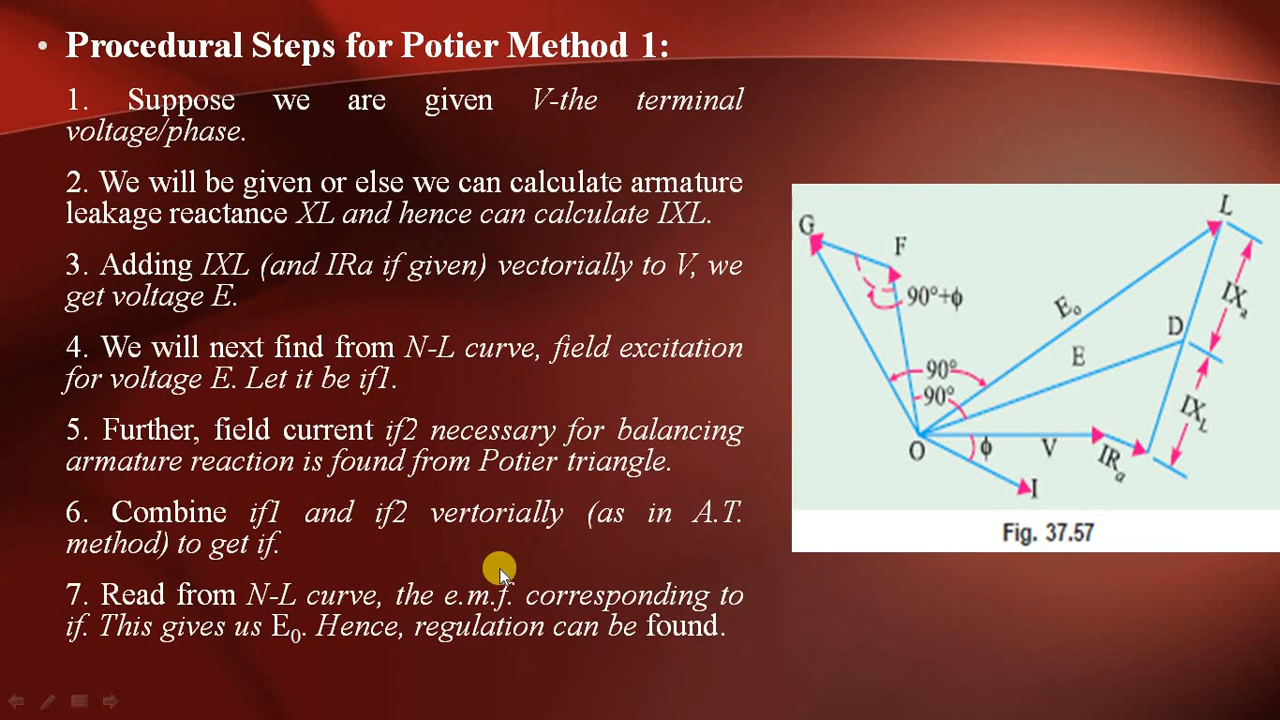 • Procedural Steps for Potier Method 1:
1. Suppose we are given V-the terminal
voltage/phase.
2. We will be given or else we can calculate armature
leakage reactance XL and hence can calculate IXL.
3. Adding IXL (and IRa if given) vectorially to V, we
get voltage E.
4. We will next find from N-L curve, field excitation
for voltage E. Let it be if1.
5. Further, field current if2 necessary for balancing
armature reaction is found from Potier triangle.
6. Combine if1 and if2 vertorially (as in A.T.
method) to get if.
7. Read from N-L curve, the e.m.f. corresponding to
if. This gives us E₀. Hence, regulation can be found.
G
F
90°+ϕ
L
IXₐ
E₀
D
E
90°
90°
IX_L
O
ϕ
V
IRₐ
I
Fig. 37.57